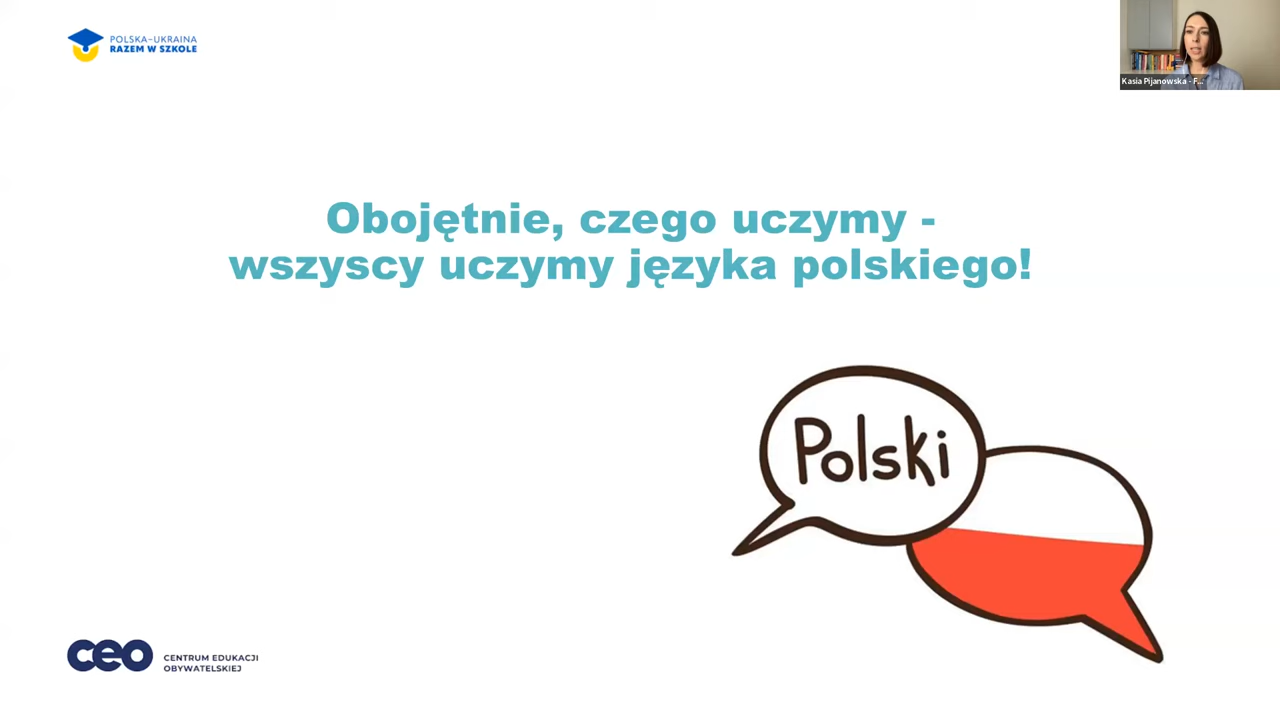 POLSKA-UKRAINA
RAZEM W SZKOLE
Kasia Pijanowska - F...
Obojętnie, czego uczymy -
wszyscy uczymy języka polskiego!
Polski
ceo
CENTRUM EDUKACJI
OBYWATELSKIEJ